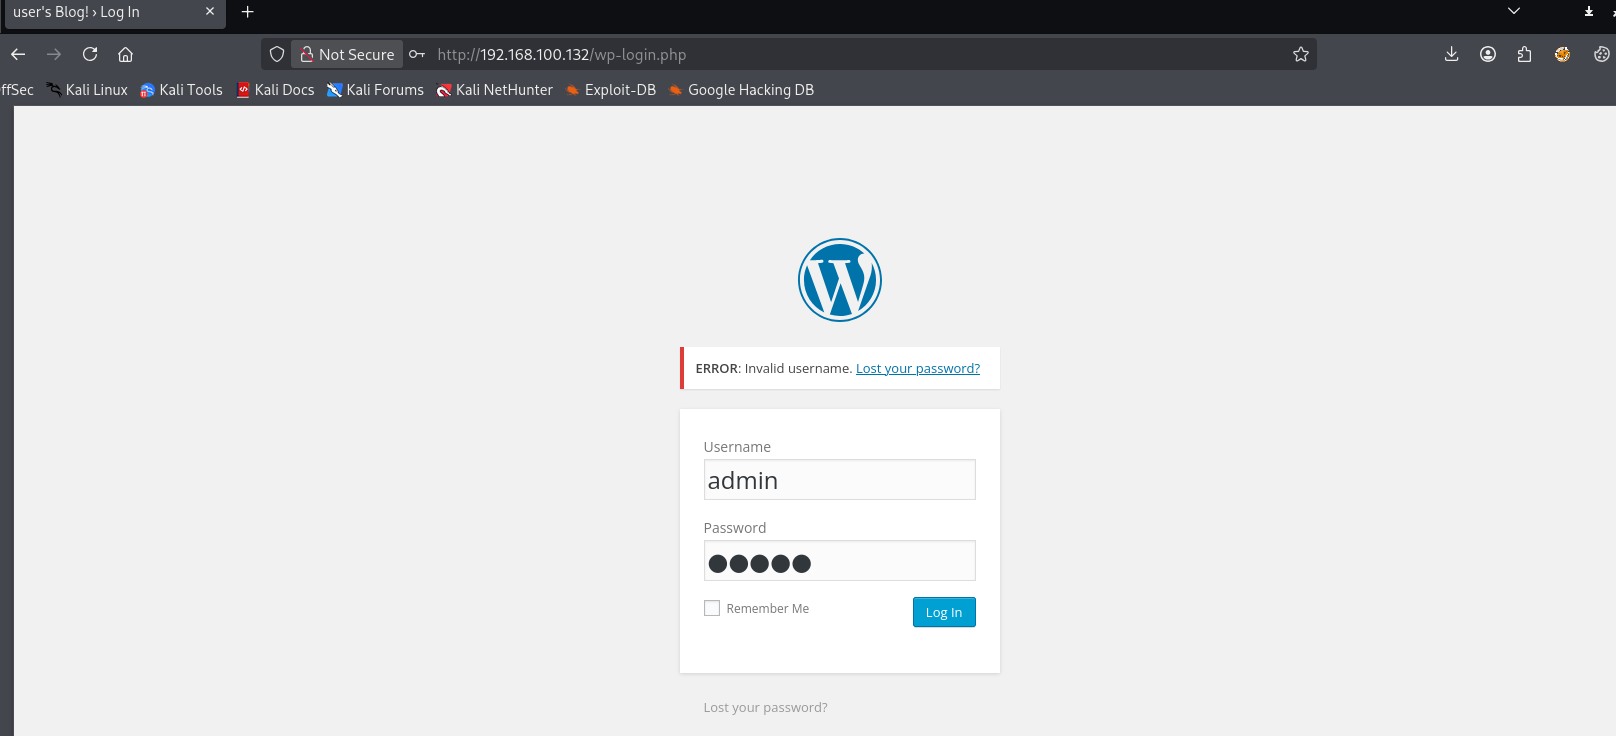 user's Blog! › Log In
Not Secure http://192.168.100.132/wp-login.php
ffSec Kali Linux Kali Tools Kali Docs Kali Forums Kali NetHunter Exploit-DB Google Hacking DB
ERROR: Invalid username. Lost your password?
Username
admin
Password
Remember Me Log In
Lost your password?